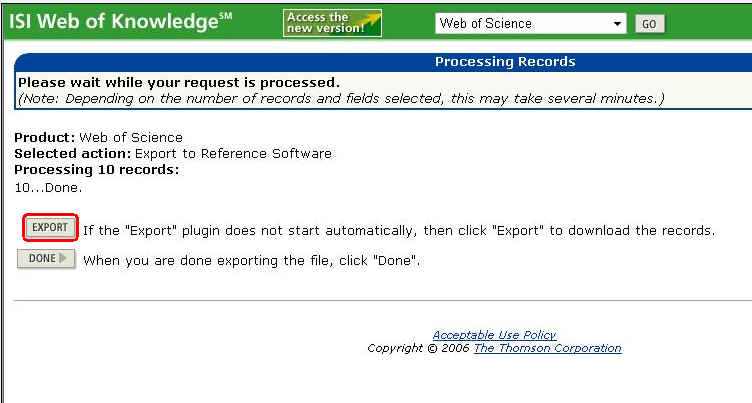 ISI Web of Knowledge℠
Access the
new version!
Web of Science
GO
Processing Records
Please wait while your request is processed.
(Note: Depending on the number of records and fields selected, this may take several minutes.)
Product: Web of Science
Selected action: Export to Reference Software
Processing 10 records:
10...Done.
EXPORT If the "Export" plugin does not start automatically, then click "Export" to download the records.
DONE When you are done exporting the file, click "Done".
Acceptable Use Policy
Copyright © 2006 The Thomson Corporation